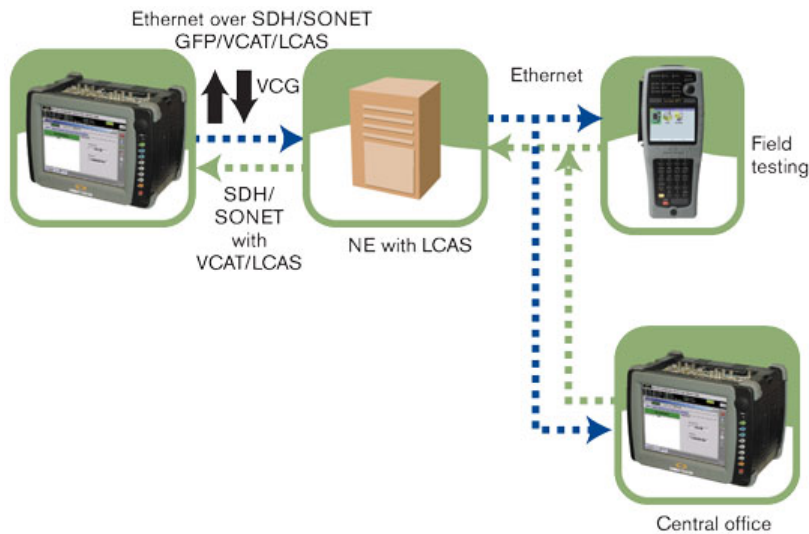 Ethernet over SDH/SONET
GFP/VCAT/LCAS
VCG
SDH/
SONET
with
VCAT/LCAS
NE with LCAS
Ethernet
Field
testing
Central office